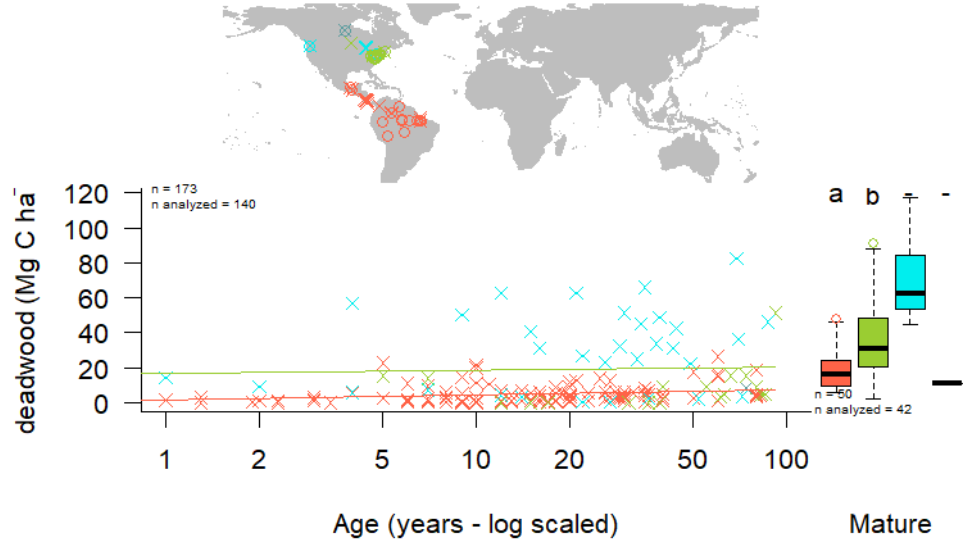 n = 173
n analyzed = 140
deadwood (Mg C ha⁻
120
100
80
60
40
20
0
1
2
5
10
20
50
100
Age (years - log scaled)
a
b
-
-
n = 50
n analyzed = 42
Mature